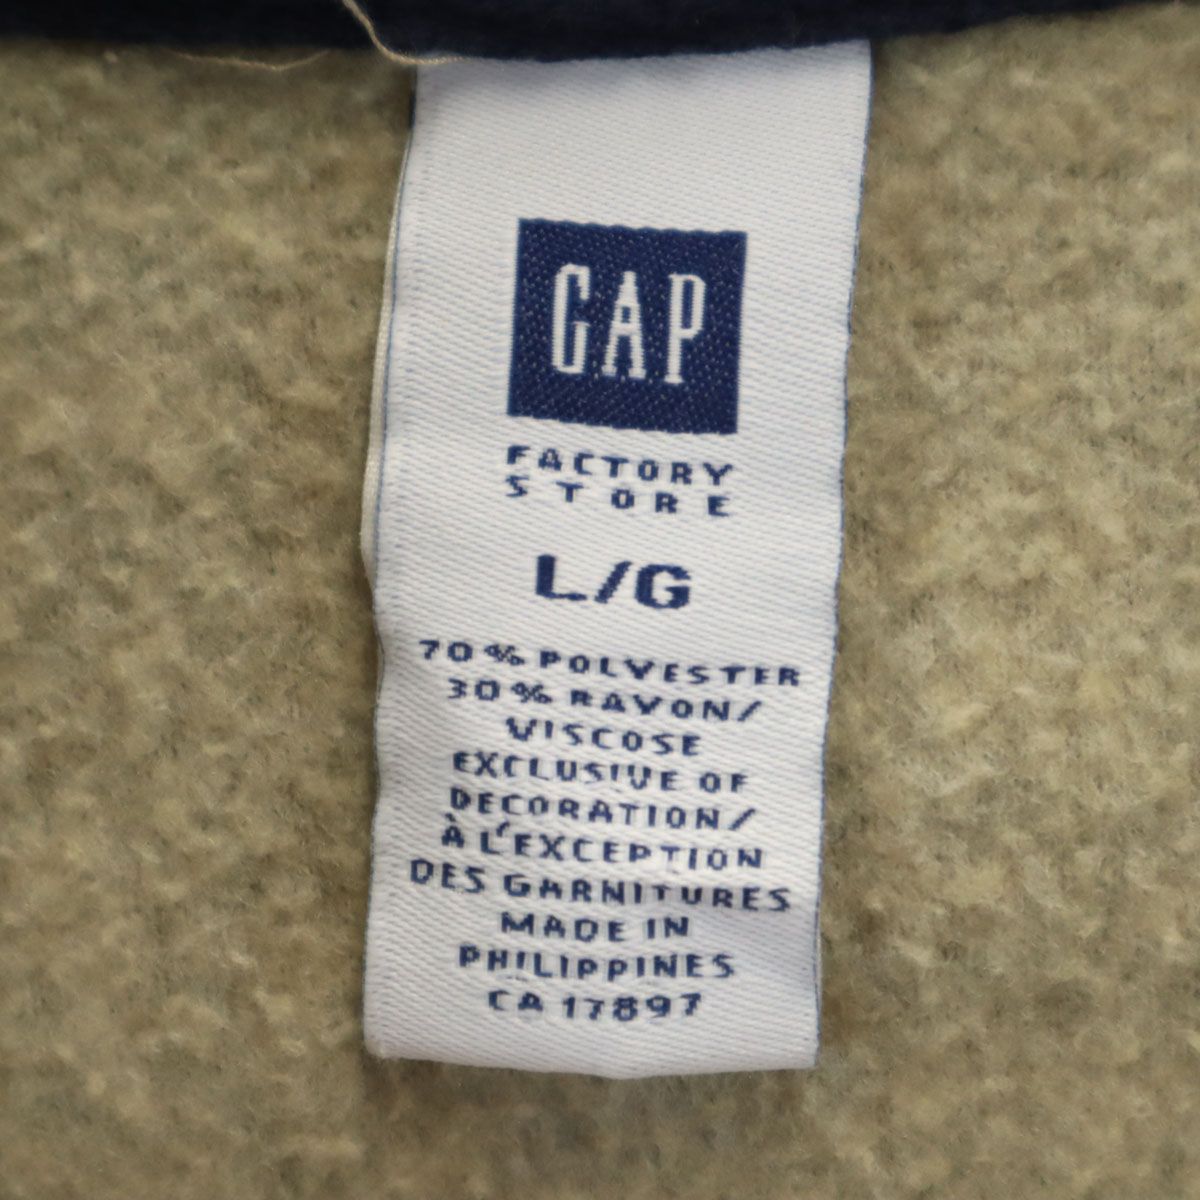 GAP
FACTORY
STORE
L/G
70% POLYESTER
30% RAYON/
VISCOSE
EXCLUSIVE OF
DECORATION/
À L'EXCEPTION
DES GARNITURES
MADE IN
PHILIPPINES
CA 17897